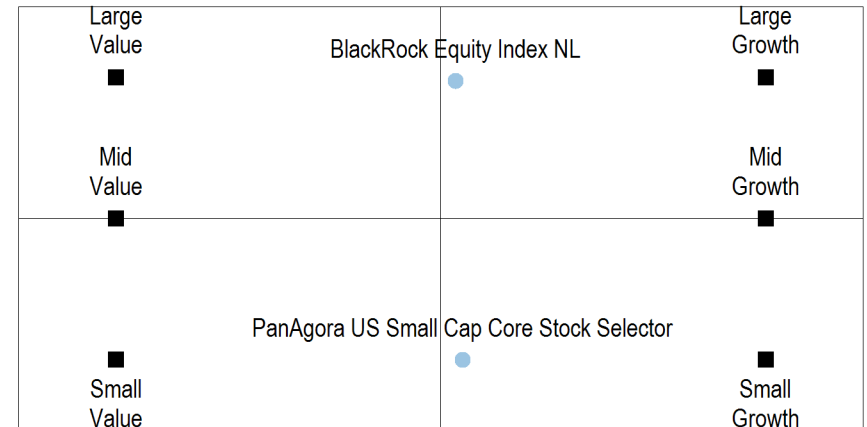 Large
Value
BlackRock Equity Index NL
Large
Growth
Mid
Value
Mid
Growth
PanAgora US Small Cap Core Stock Selector
Small
Value
Small
Growth